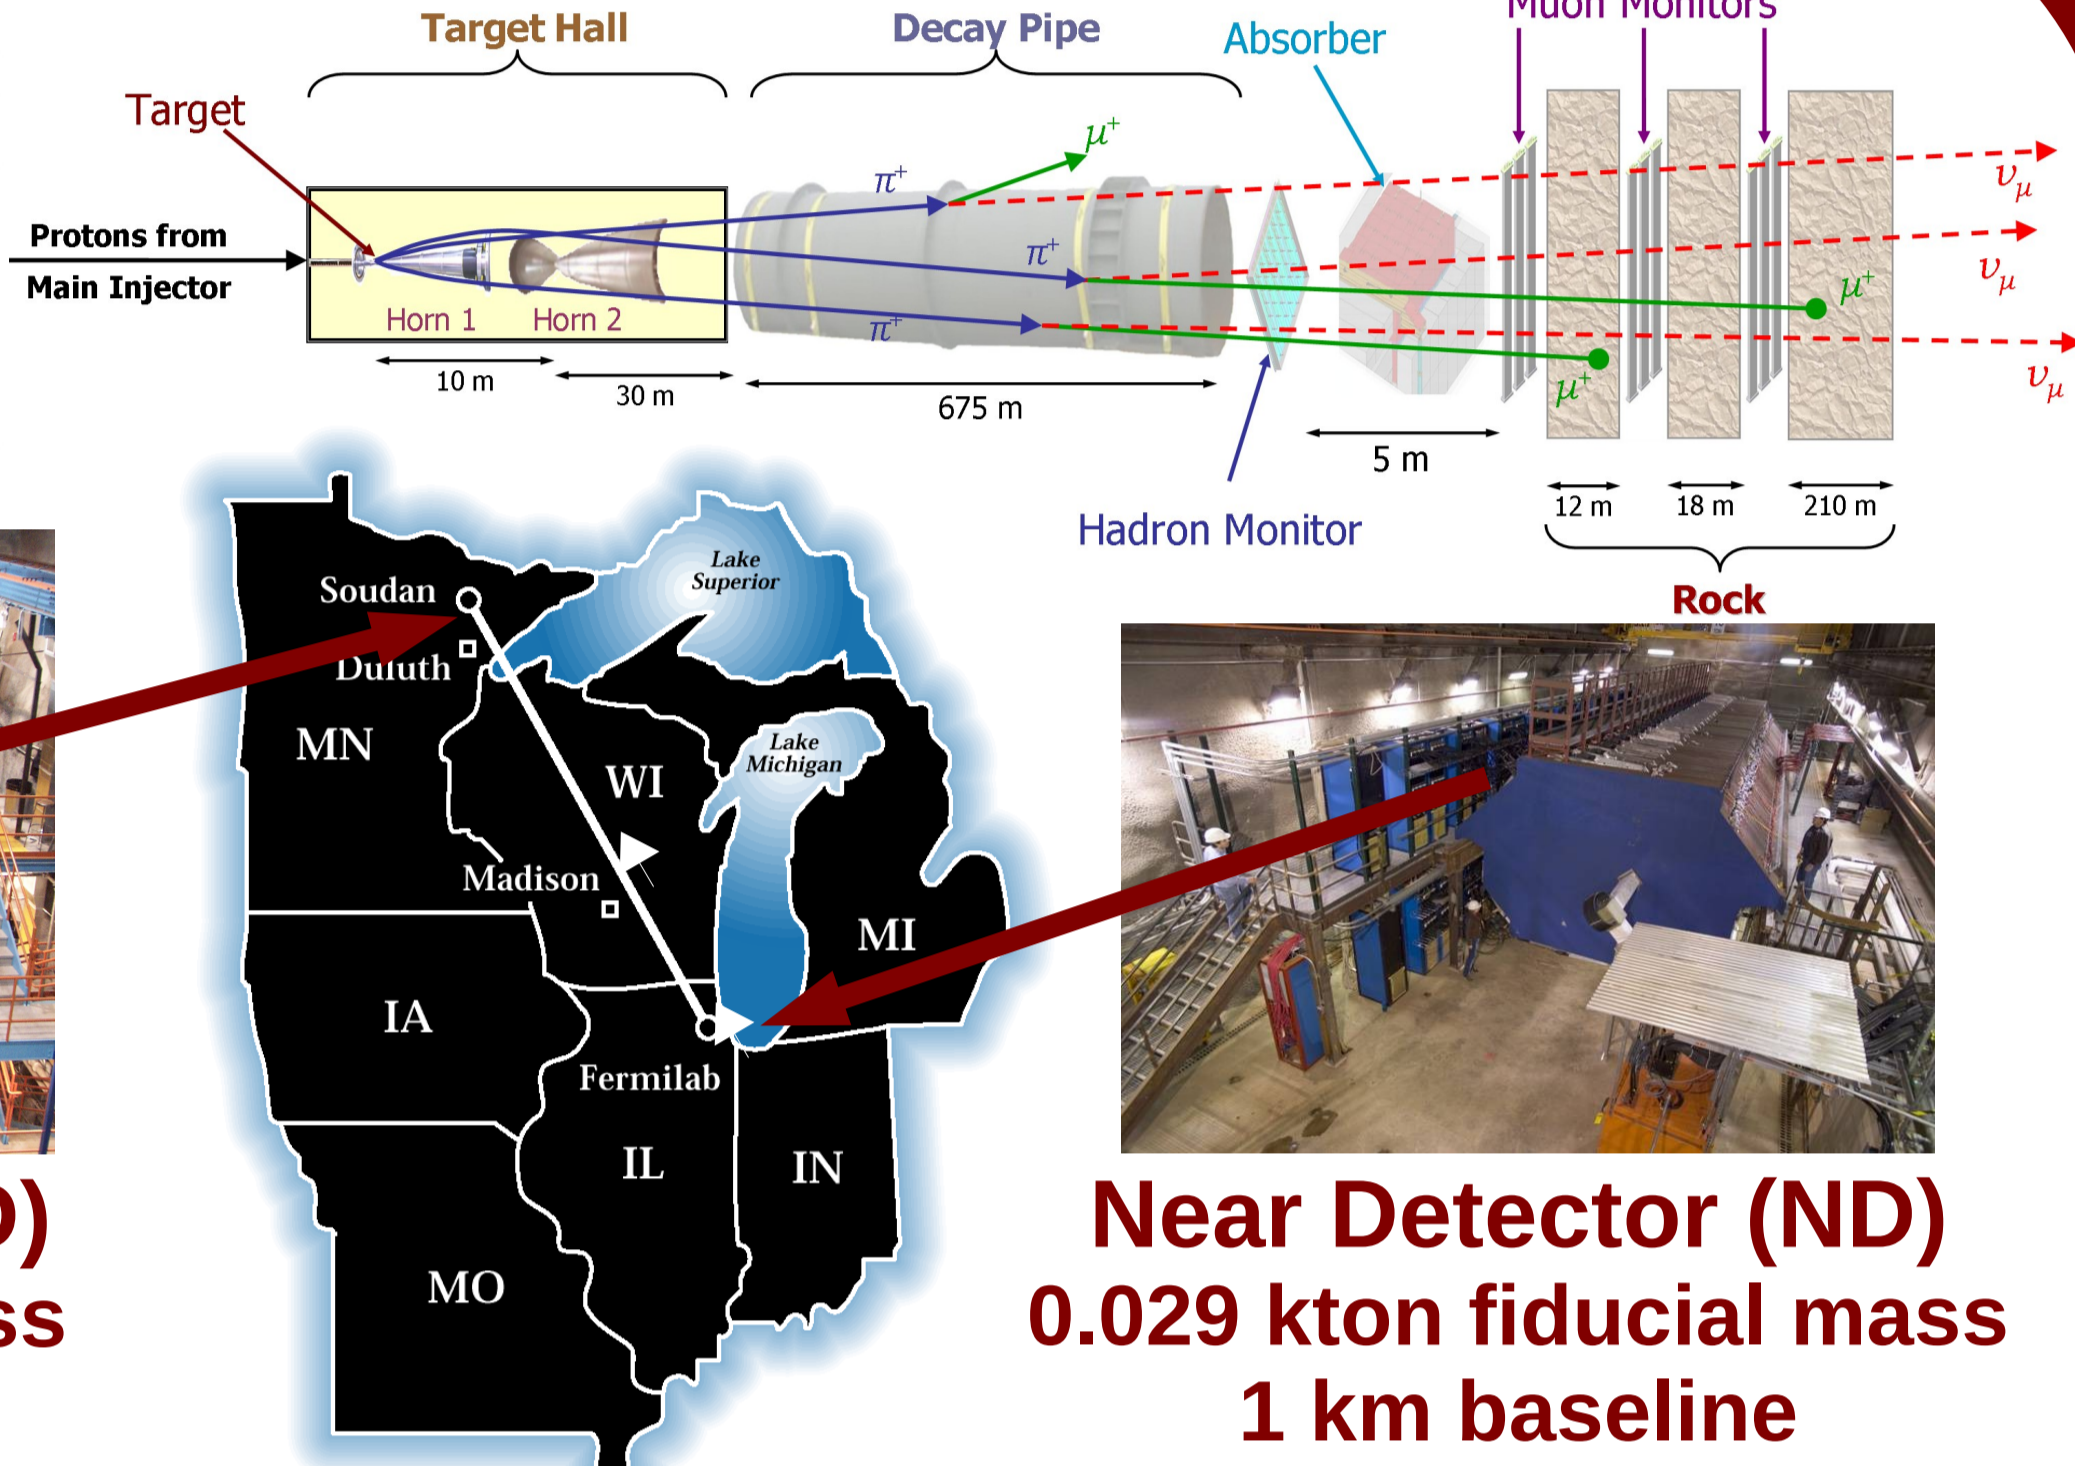 Muon Monitors
Target Hall
Decay Pipe
Absorber
Target
μ+
π+
νμ
Protons from
Main Injector
π+
νμ
μ+
Horn 1
Horn 2
π+
μ+
νμ
10 m
30 m
675 m
5 m
12 m
18 m
210 m
Hadron Monitor
Rock
Lake
Superior
Soudan
Duluth
MN
Lake
Michigan
WI
Madison
MI
IA
Fermilab
IL
IN
MO
D)
ss
Near Detector (ND)
0.029 kton fiducial mass
1 km baseline